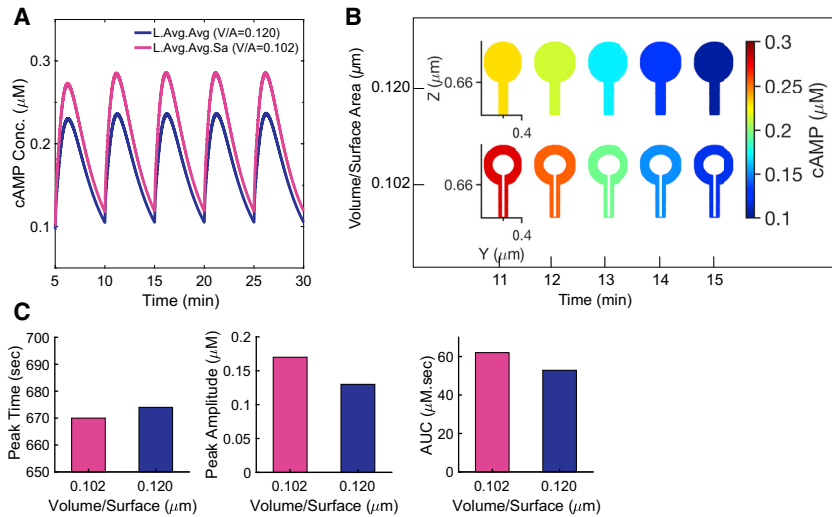 A
L.Avg.Avg (V/A=0.120)
L.Avg.Avg.Sa (V/A=0.102)
cAMP Conc. (μM)
0.3
0.2
0.1
5 10 15 20 25 30
Time (min)
B
Volume/Surface Area (μm)
0.120
0.102
Z (μm)
0.66
0.4
0.66
0.4
Y (μm)
11 12 13 14 15
Time (min)
0.3
0.25
0.2
0.15
0.1
cAMP (μM)
C
Peak Time (sec)
700
690
680
670
660
650
0.102 0.120
Volume/Surface (μm)
Peak Amplitude (μM)
0.2
0.15
0.1
0.05
0
0.102 0.120
Volume/Surface (μm)
AUC (μM.sec)
60
40
20
0
0.102 0.120
Volume/Surface (μm)